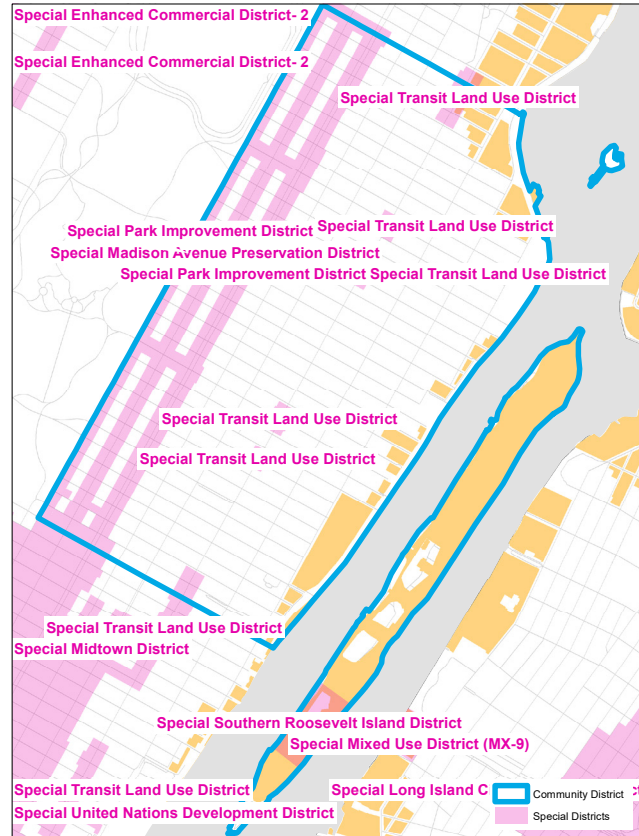 Special Enhanced Commercial District- 2
Special Enhanced Commercial District- 2
Special Transit Land Use District
Special Park Improvement District
Special Transit Land Use District
Special Madison Avenue Preservation District
Special Park Improvement District
Special Transit Land Use District
Special Transit Land Use District
Special Transit Land Use District
Special Transit Land Use District
Special Midtown District
Special Southern Roosevelt Island District
Special Mixed Use District (MX-9)
Special Transit Land Use District
Special Long Island C
Special United Nations Development District
Community District
Special Districts